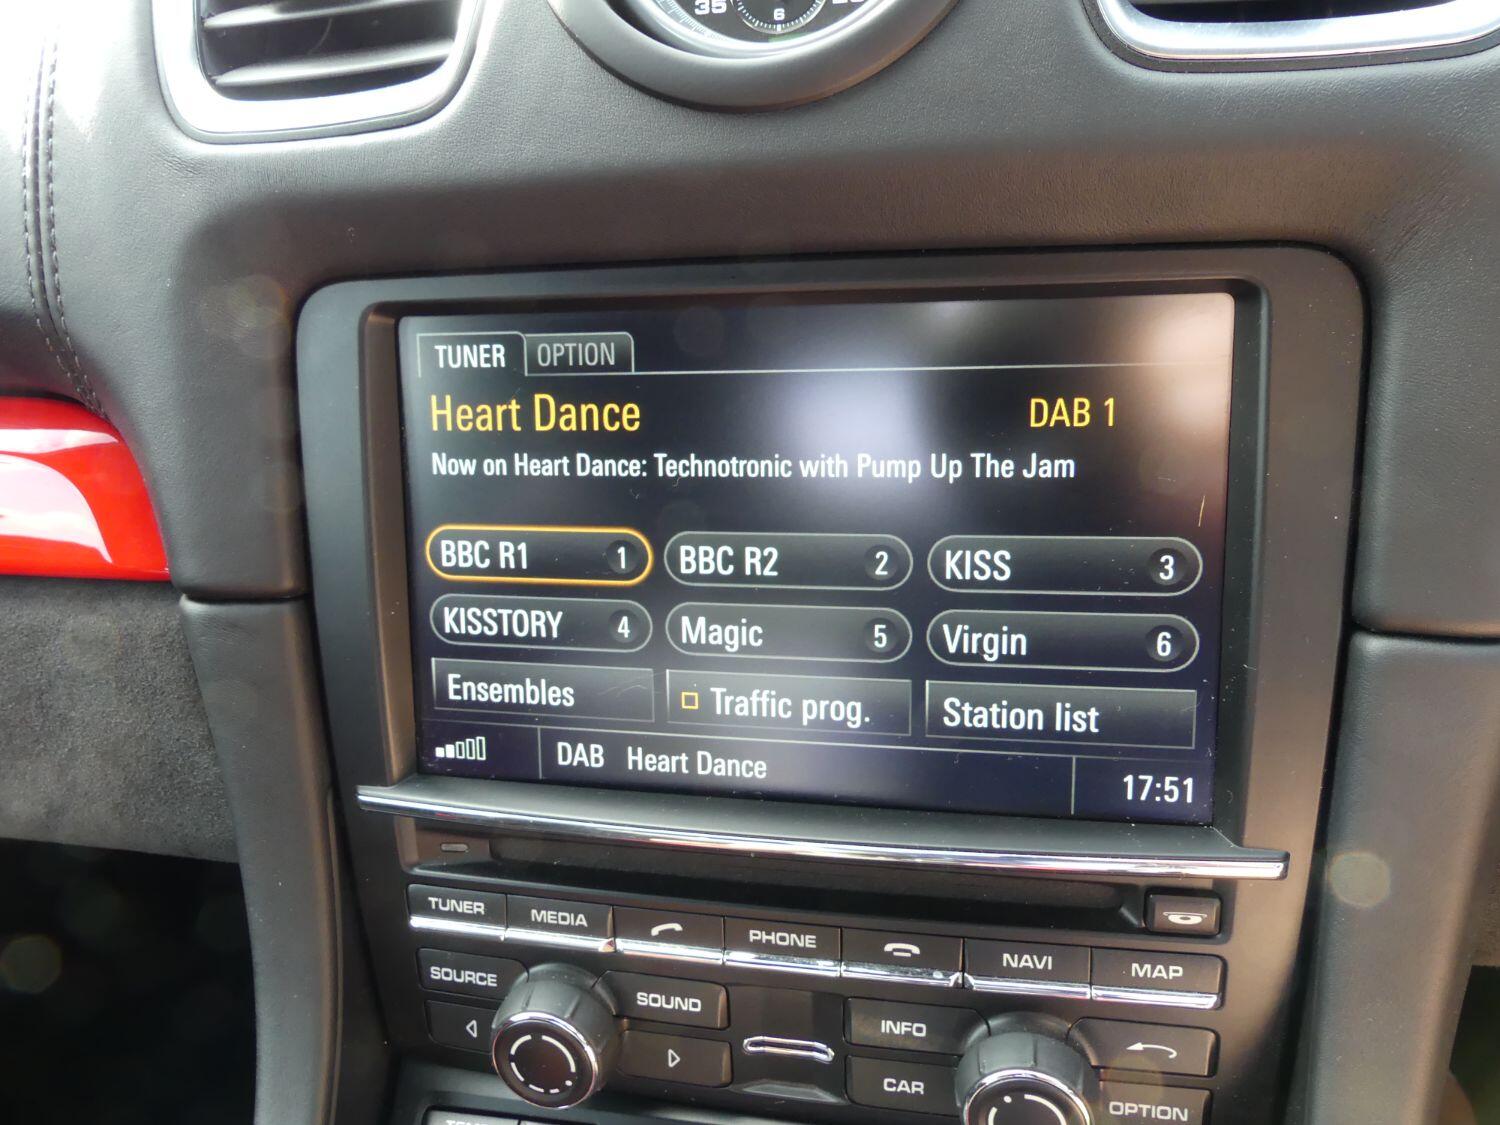 35 6
TUNER OPTION
Heart Dance DAB 1
Now on Heart Dance: Technotronic with Pump Up The Jam
BBC R1 1 BBC R2 2 KISS 3
KISSTORY 4 Magic 5 Virgin 6
Ensembles Traffic prog. Station list
DAB Heart Dance 17:51
TUNER MEDIA PHONE NAVI MAP
SOURCE SOUND INFO
CAR OPTION